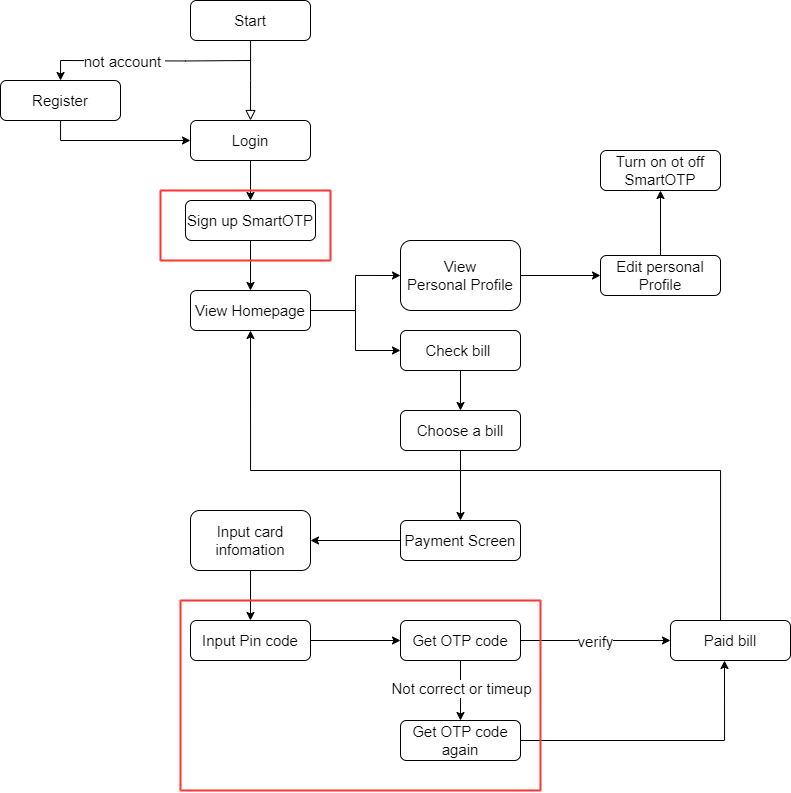 Start
not account
Register
Login
Turn on ot off
SmartOTP
Sign up SmartOTP
View
Personal Profile
Edit personal
Profile
View Homepage
Check bill
Choose a bill
Input card
infomation
Payment Screen
Input Pin code
Get OTP code
verify
Paid bill
Not correct or timeup
Get OTP code
again